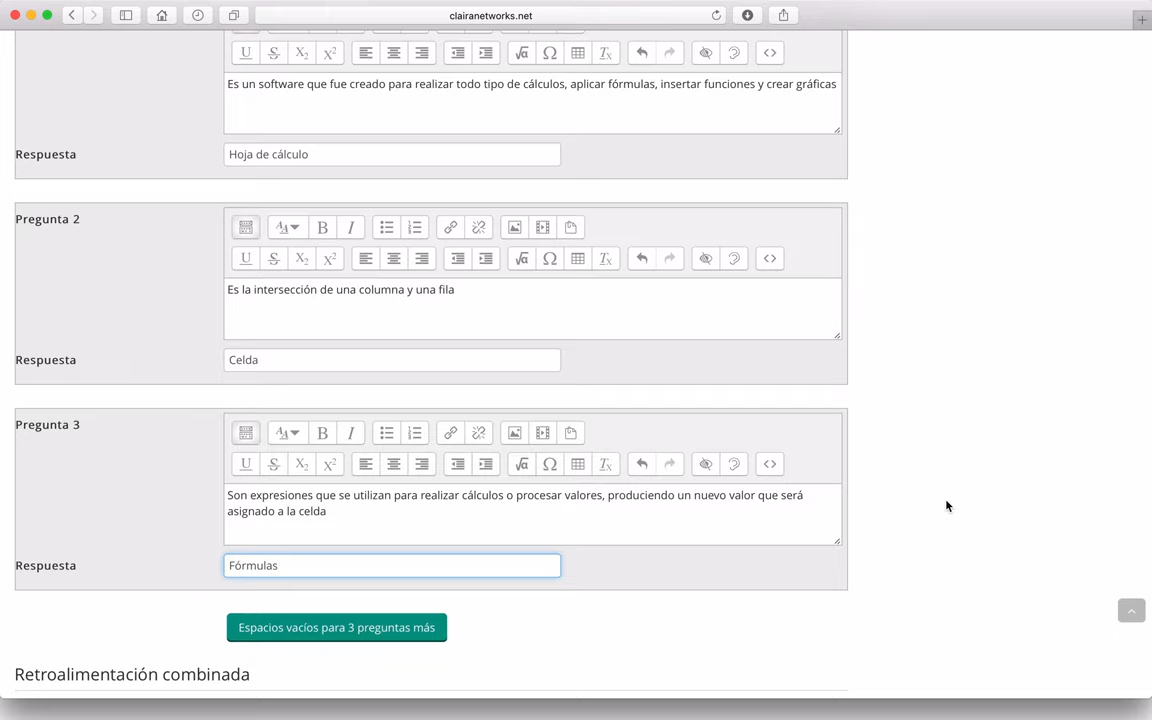 clairanetworks.net
Es un software que fue creado para realizar todo tipo de cálculos, aplicar fórmulas, insertar funciones y crear gráficas
Respuesta
Hoja de cálculo
Pregunta 2
Es la intersección de una columna y una fila
Respuesta
Celda
Pregunta 3
Son expresiones que se utilizan para realizar cálculos o procesar valores, produciendo un nuevo valor que será
asignado a la celda
Respuesta
Fórmulas
Espacios vacíos para 3 preguntas más
Retroalimentación combinada